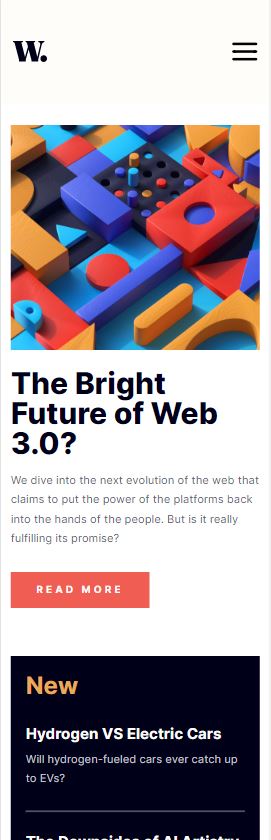 W.
The Bright
Future of Web
3.0?
We dive into the next evolution of the web that
claims to put the power of the platforms back
into the hands of the people. But is it really
fulfilling its promise?
READ MORE
New
Hydrogen VS Electric Cars
Will hydrogen-fueled cars ever catch up
to EVs?
The Downsides of AI Artistry